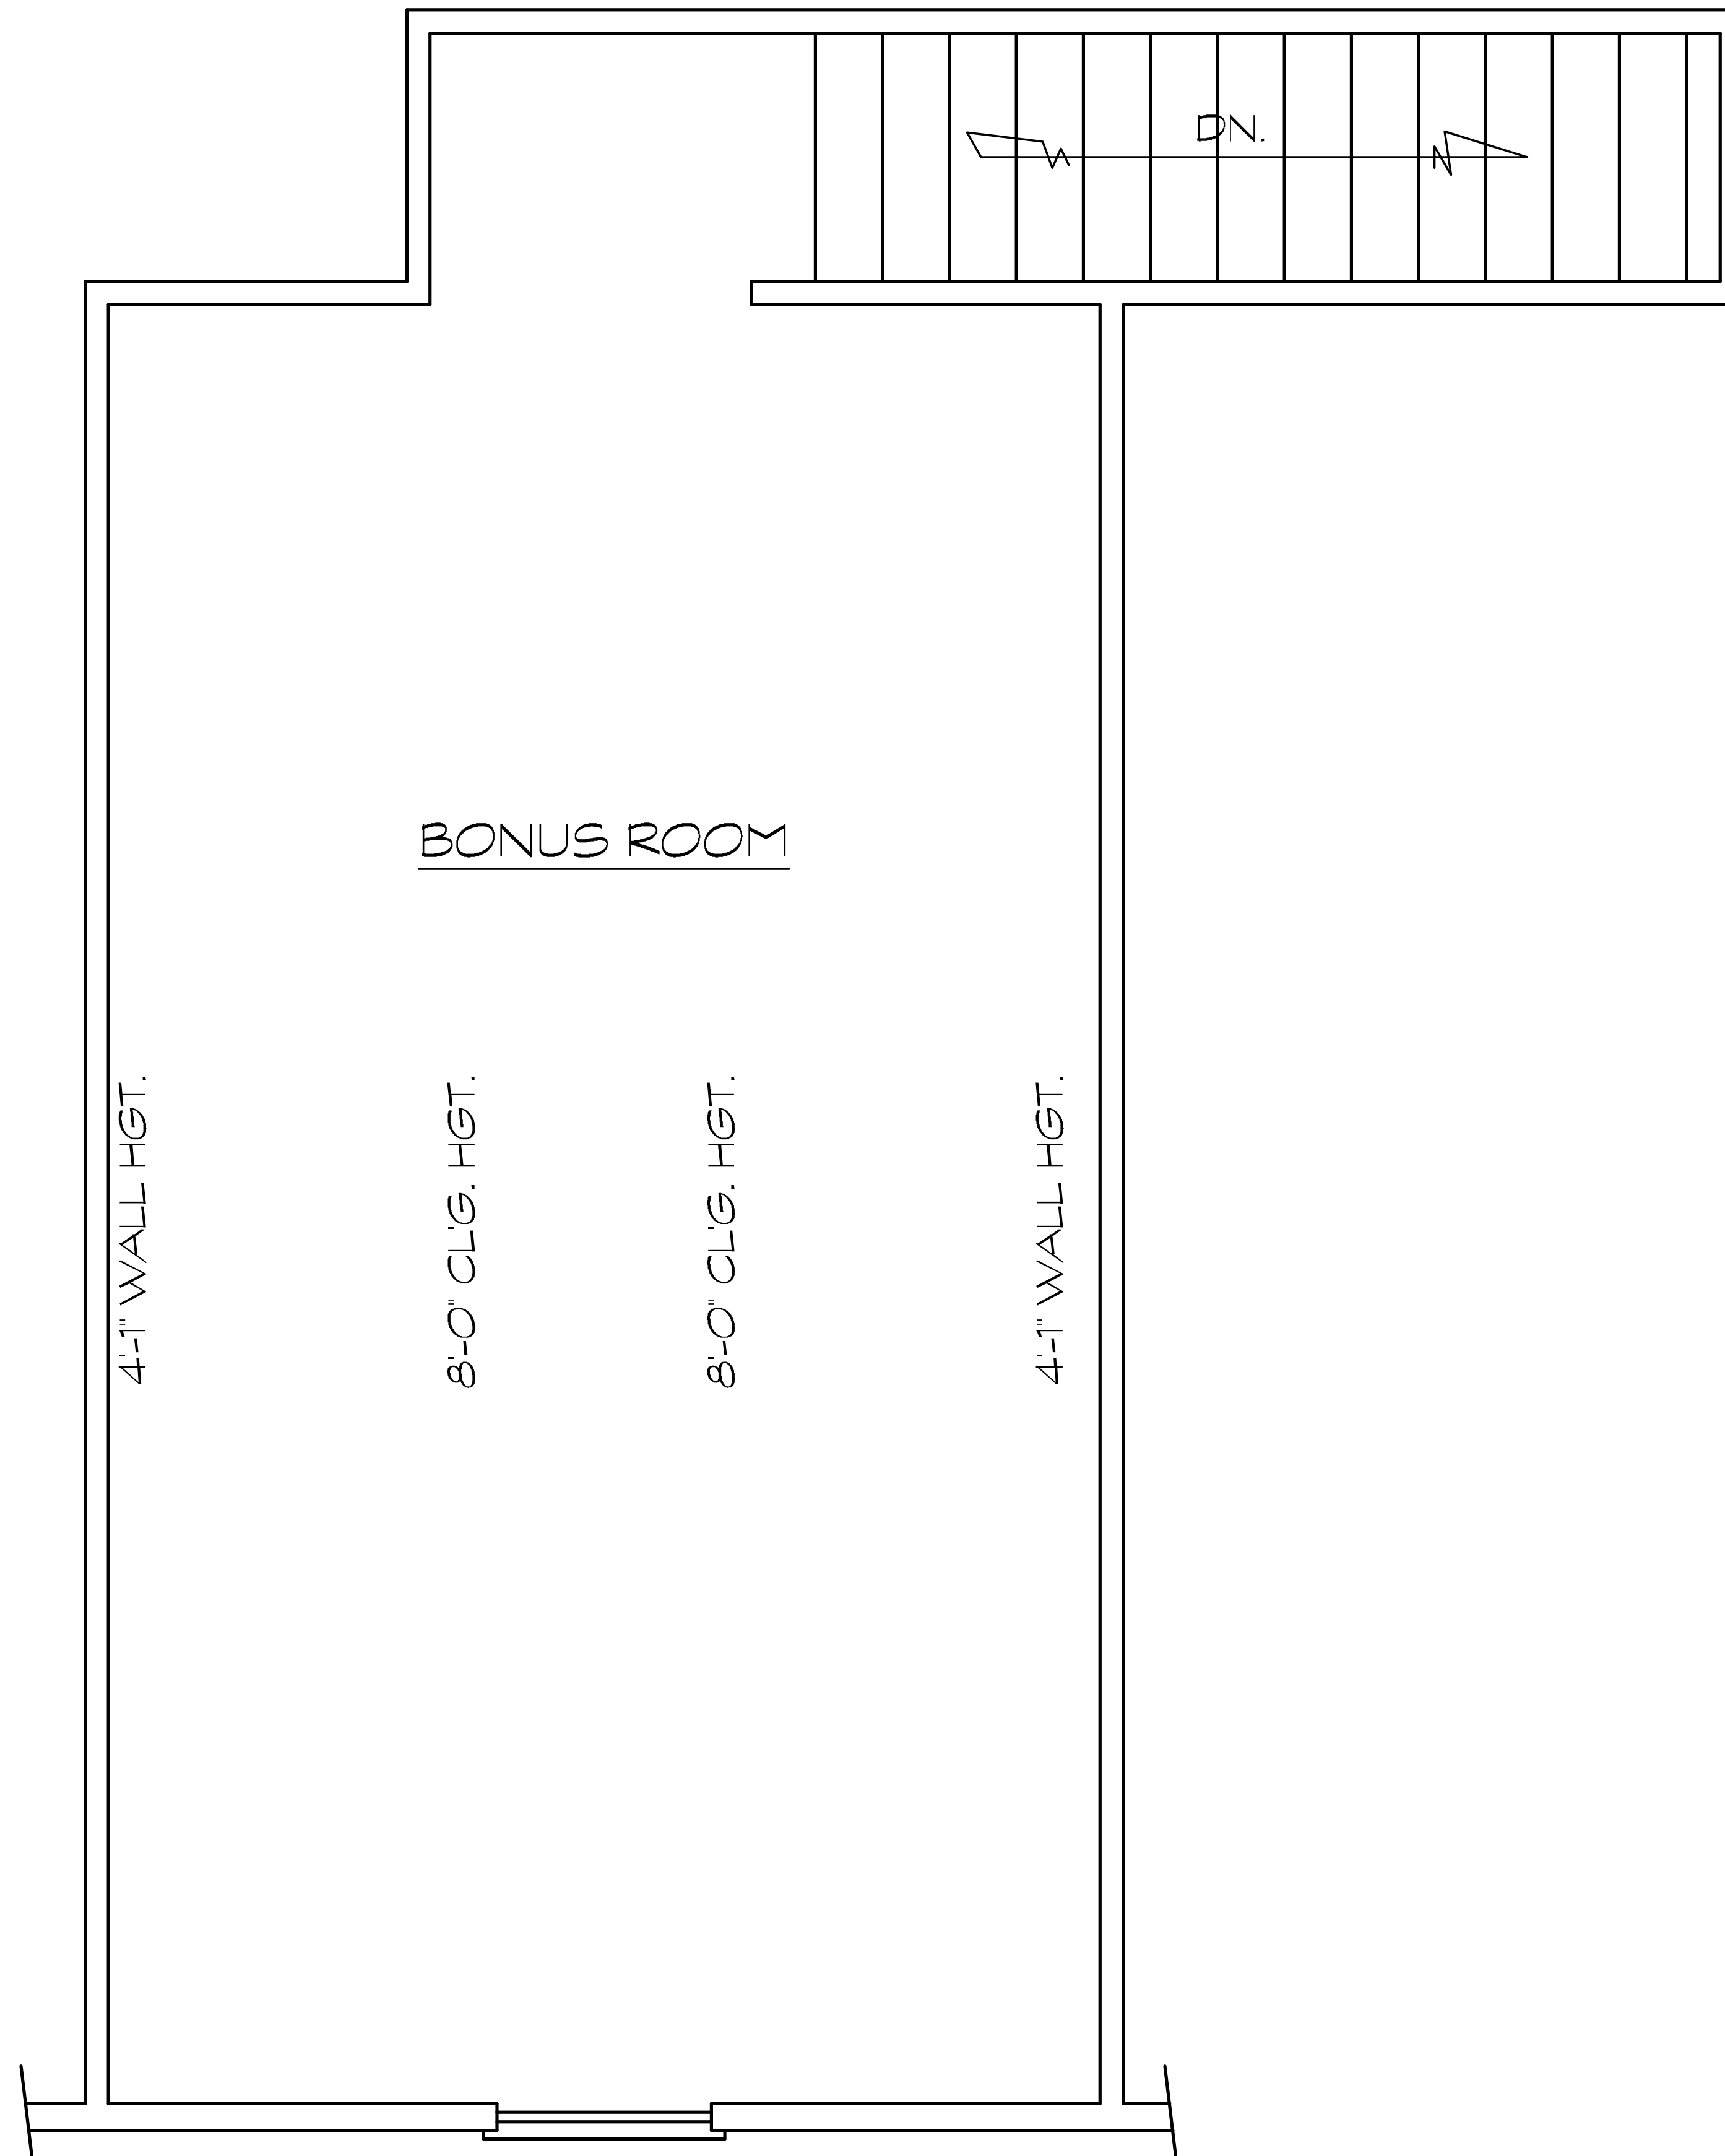 DN.
BONUS ROOM
4'-1" WALL HGT.
8'-0" CL'G. HGT.
8'-0" CL'G. HGT.
4'-1" WALL HGT.